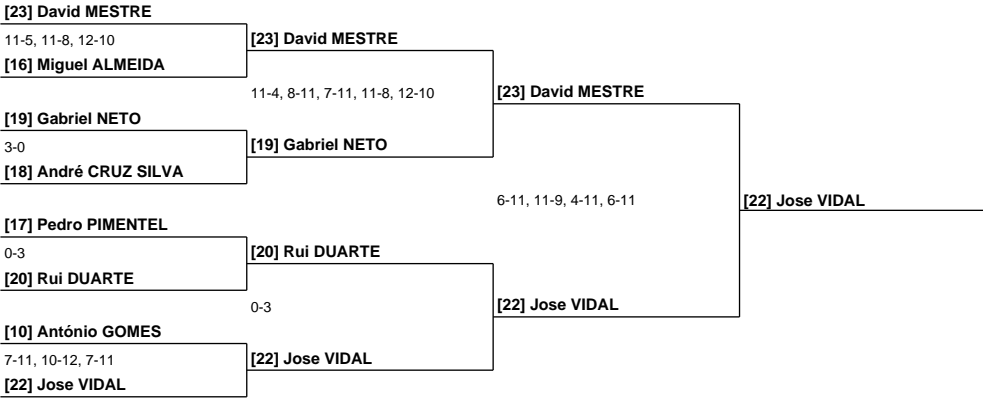 [23] David MESTRE
11-5, 11-8, 12-10
[16] Miguel ALMEIDA
[23] David MESTRE
11-4, 8-11, 7-11, 11-8, 12-10
[19] Gabriel NETO
3-0
[18] André CRUZ SILVA
[19] Gabriel NETO
[23] David MESTRE
6-11, 11-9, 4-11, 6-11
[22] Jose VIDAL
[17] Pedro PIMENTEL
0-3
[20] Rui DUARTE
[20] Rui DUARTE
0-3
[22] Jose VIDAL
[10] António GOMES
7-11, 10-12, 7-11
[22] Jose VIDAL
[22] Jose VIDAL